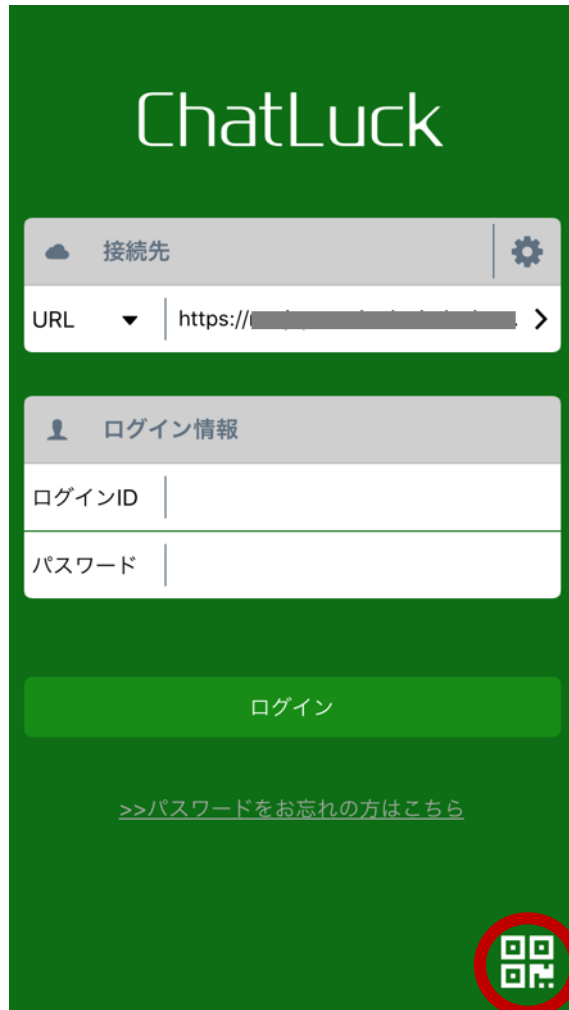 ChatLuck
接続先
URL https://
ログイン情報
ログインID
パスワード
ログイン
>>パスワードをお忘れの方はこちら